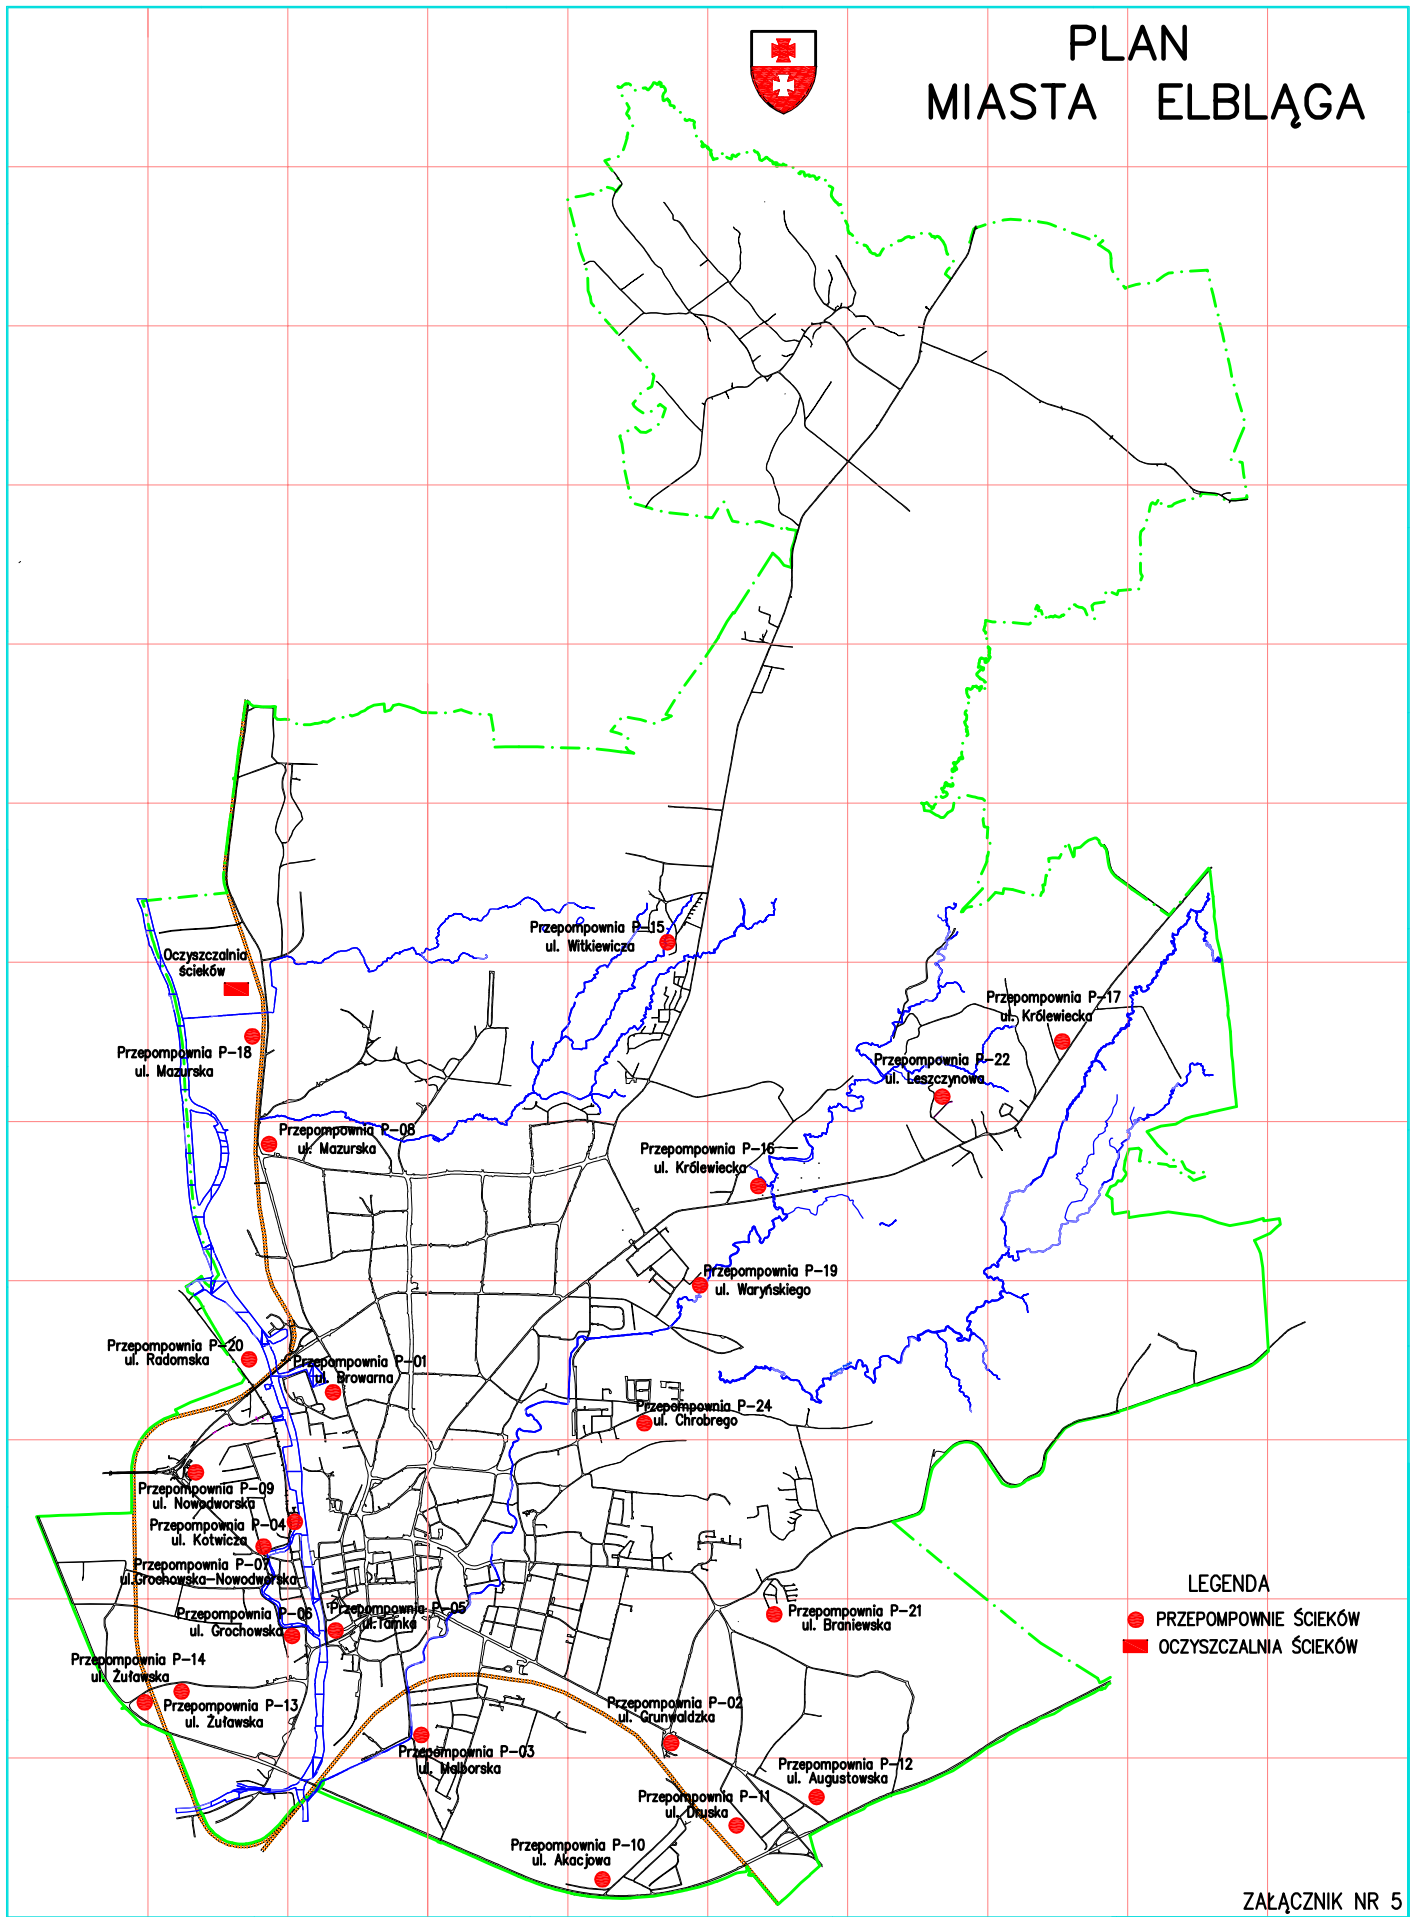 PLAN
MIASTA ELBLĄGA
Przepompownia P-15
ul. Witkiewicza
Oczyszczalnia
ścieków
Przepompownia P-17
ul. Królewiecka
Przepompownia P-18
ul. Mazurska
Przepompownia P-22
ul. Leszczynowa
Przepompownia P-08
ul. Mazurska
Przepompownia P-16
ul. Królewiecka
Przepompownia P-19
ul. Waryńskiego
Przepompownia P-20
ul. Radomska
Przepompownia P-01
ul. Browarna
Przepompownia P-24
ul. Chrobrego
Przepompownia P-09
ul. Nowodworska
Przepompownia P-04
ul. Kotwicza
Przepompownia P-07
ul.Grochowska-Nowodworska
Przepompownia P-06
ul. Grochowska
Przepompownia P-05
ul.Tamka
Przepompownia P-21
ul. Braniewska
LEGENDA
PRZEPOMPOWNIE ŚCIEKÓW
OCZYSZCZALNIA ŚCIEKÓW
Przepompownia P-14
ul. Żuławska
Przepompownia P-13
ul. Żuławska
Przepompownia P-02
ul. Grunwaldzka
Przepompownia P-03
ul. Malborska
Przepompownia P-12
ul. Augustowska
Przepompownia P-11
ul. Druska
Przepompownia P-10
ul. Akacjowa
ZAŁĄCZNIK NR 5